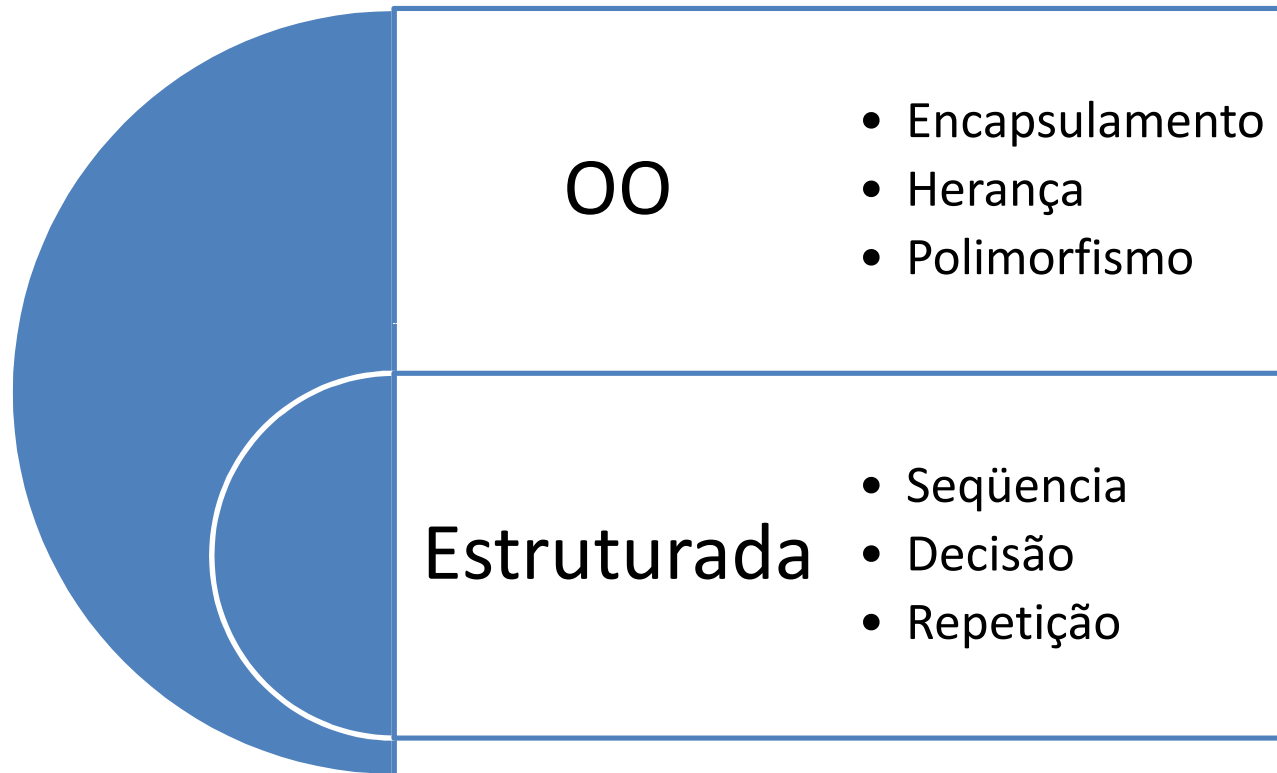 OO
• Encapsulamento
• Herança
• Polimorfismo
Estruturada
• Seqüencia
• Decisão
• Repetição